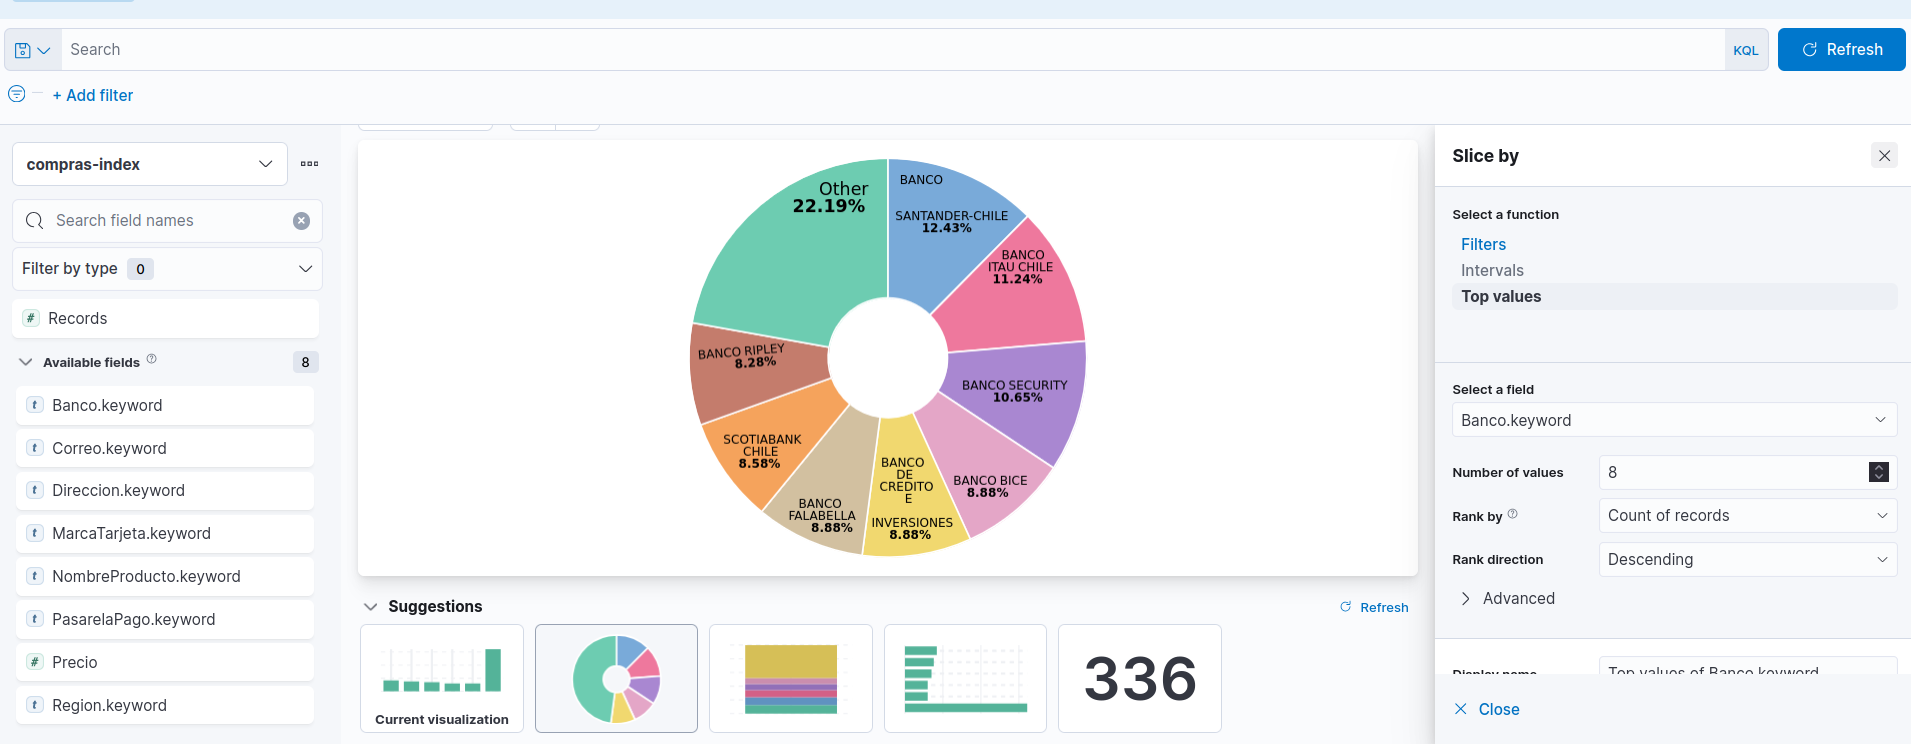 Search
KQL
Refresh
+ Add filter
compras-index
Search field names
Filter by type 0
# Records
Available fields ? 8
t Banco.keyword
t Correo.keyword
t Direccion.keyword
t MarcaTarjeta.keyword
t NombreProducto.keyword
t PasarelaPago.keyword
# Precio
t Region.keyword
Other
22.19%
BANCO
SANTANDER-CHILE
12.43%
BANCO
ITAU CHILE
11.24%
BANCO SECURITY
10.65%
BANCO BICE
8.88%
BANCO
DE
CREDITO
E
INVERSIONES
8.88%
BANCO
FALABELLA
8.88%
SCOTIABANK
CHILE
8.58%
BANCO RIPLEY
8.28%
Suggestions
Refresh
Current visualization
336
Slice by
Select a function
Filters
Intervals
Top values
Select a field
Banco.keyword
Number of values 8
Rank by ? Count of records
Rank direction Descending
Advanced
Display name Top values of Banco.keyword
Close